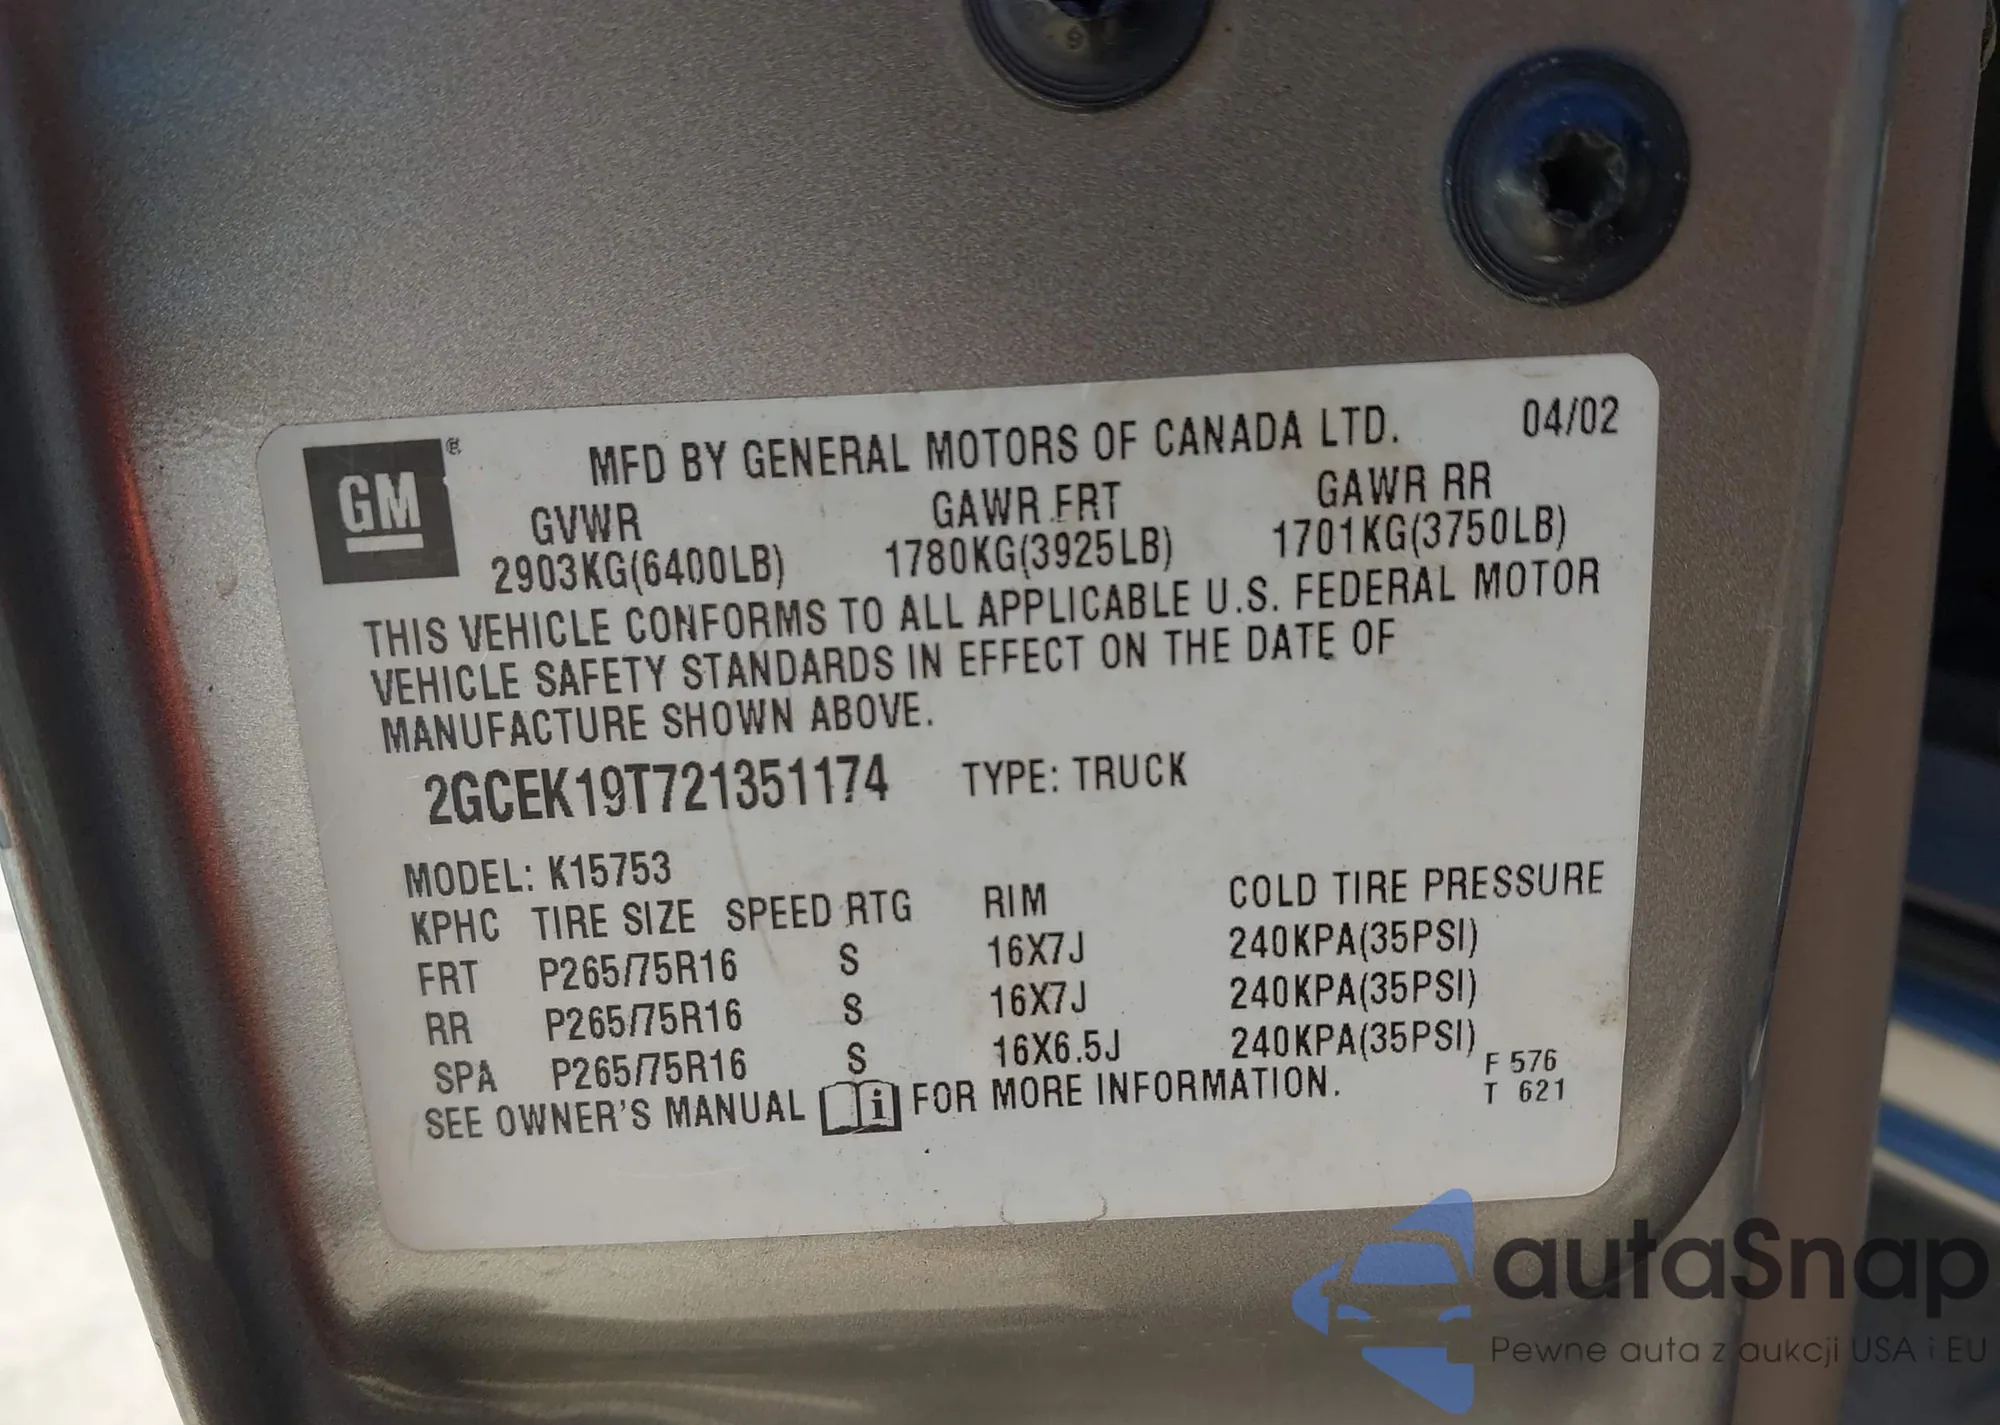 MFD BY GENERAL MOTORS OF CANADA LTD. 04/02
GM ®
GVWR GAWR FRT GAWR RR
2903KG(6400LB) 1780KG(3925LB) 1701KG(3750LB)
THIS VEHICLE CONFORMS TO ALL APPLICABLE U.S. FEDERAL MOTOR
VEHICLE SAFETY STANDARDS IN EFFECT ON THE DATE OF
MANUFACTURE SHOWN ABOVE.
2GCEK19T721351174 TYPE: TRUCK
MODEL: K15753
KPHC TIRE SIZE SPEED RTG RIM COLD TIRE PRESSURE
FRT P265/75R16 S 16X7J 240KPA(35PSI)
RR P265/75R16 S 16X7J 240KPA(35PSI)
SPA P265/75R16 S 16X6.5J 240KPA(35PSI)
SEE OWNER'S MANUAL i FOR MORE INFORMATION.
F 576
T 621
autaSnap
Pewne auta z aukcji USA i EU